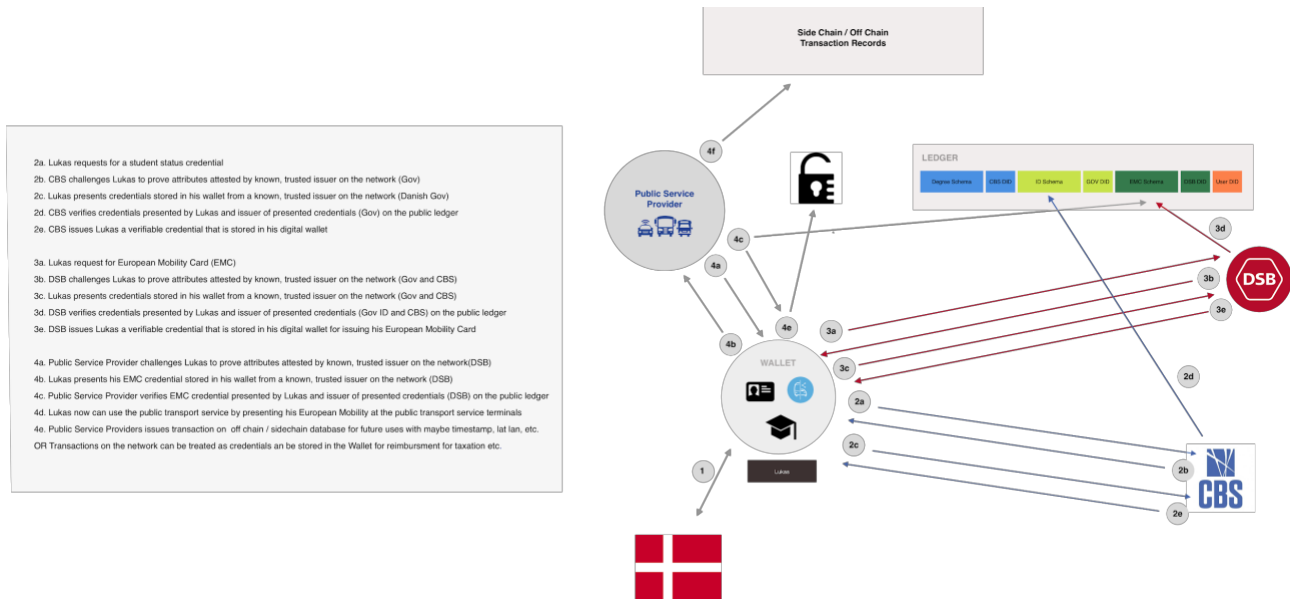 2a. Lukas requests for a student status credential
2b. CBS challenges Lukas to prove attributes attested by known, trusted issuer on the network (Gov)
2c. Lukas presents credentials stored in his wallet from a known, trusted issuer on the network (Danish Gov)
2d. CBS verifies credentials presented by Lukas and issuer of presented credentials (Gov) on the public ledger
2e. CBS issues Lukas a verifiable credential that is stored in his digital wallet
3a. Lukas request for European Mobility Card (EMC)
3b. DSB challenges Lukas to prove attributes attested by known, trusted issuer on the network (Gov and CBS)
3c. Lukas presents credentials stored in his wallet from a known, trusted issuer on the network (Gov and CBS)
3d. DSB verifies credentials presented by Lukas and issuer of presented credentials (Gov ID and CBS) on the public ledger
3e. DSB issues Lukas a verifiable credential that is stored in his digital wallet for issuing his European Mobility Card
4a. Public Service Provider challenges Lukas to prove attributes attested by known, trusted issuer on the network(DSB)
4b. Lukas presents his EMC credential stored in his wallet from a known, trusted issuer on the network (DSB)
4c. Public Service Provider verifies EMC credential presented by Lukas and issuer of presented credentials (DSB) on the public ledger
4d. Lukas now can use the public transport service by presenting his European Mobility at the public transport service terminals
4e. Public Service Providers issues transaction on off chain / sidechain database for future uses with maybe timestamp, lat lan, etc.
OR Transactions on the network can be treated as credentials an be stored in the Wallet for reimbursment for taxation etc.
Side Chain / Off Chain
Transaction Records
4f
LEDGER
Degree Schema
CBS DID
ID Schema
GOV DID
EMC Schema
DSB DID
User DID
Public Service
Provider
4c
4a
3d
DSB
3b
3e
4e
3a
4b
WALLET
3c
2d
2a
2c
2b
CBS
1
Lukas
2e